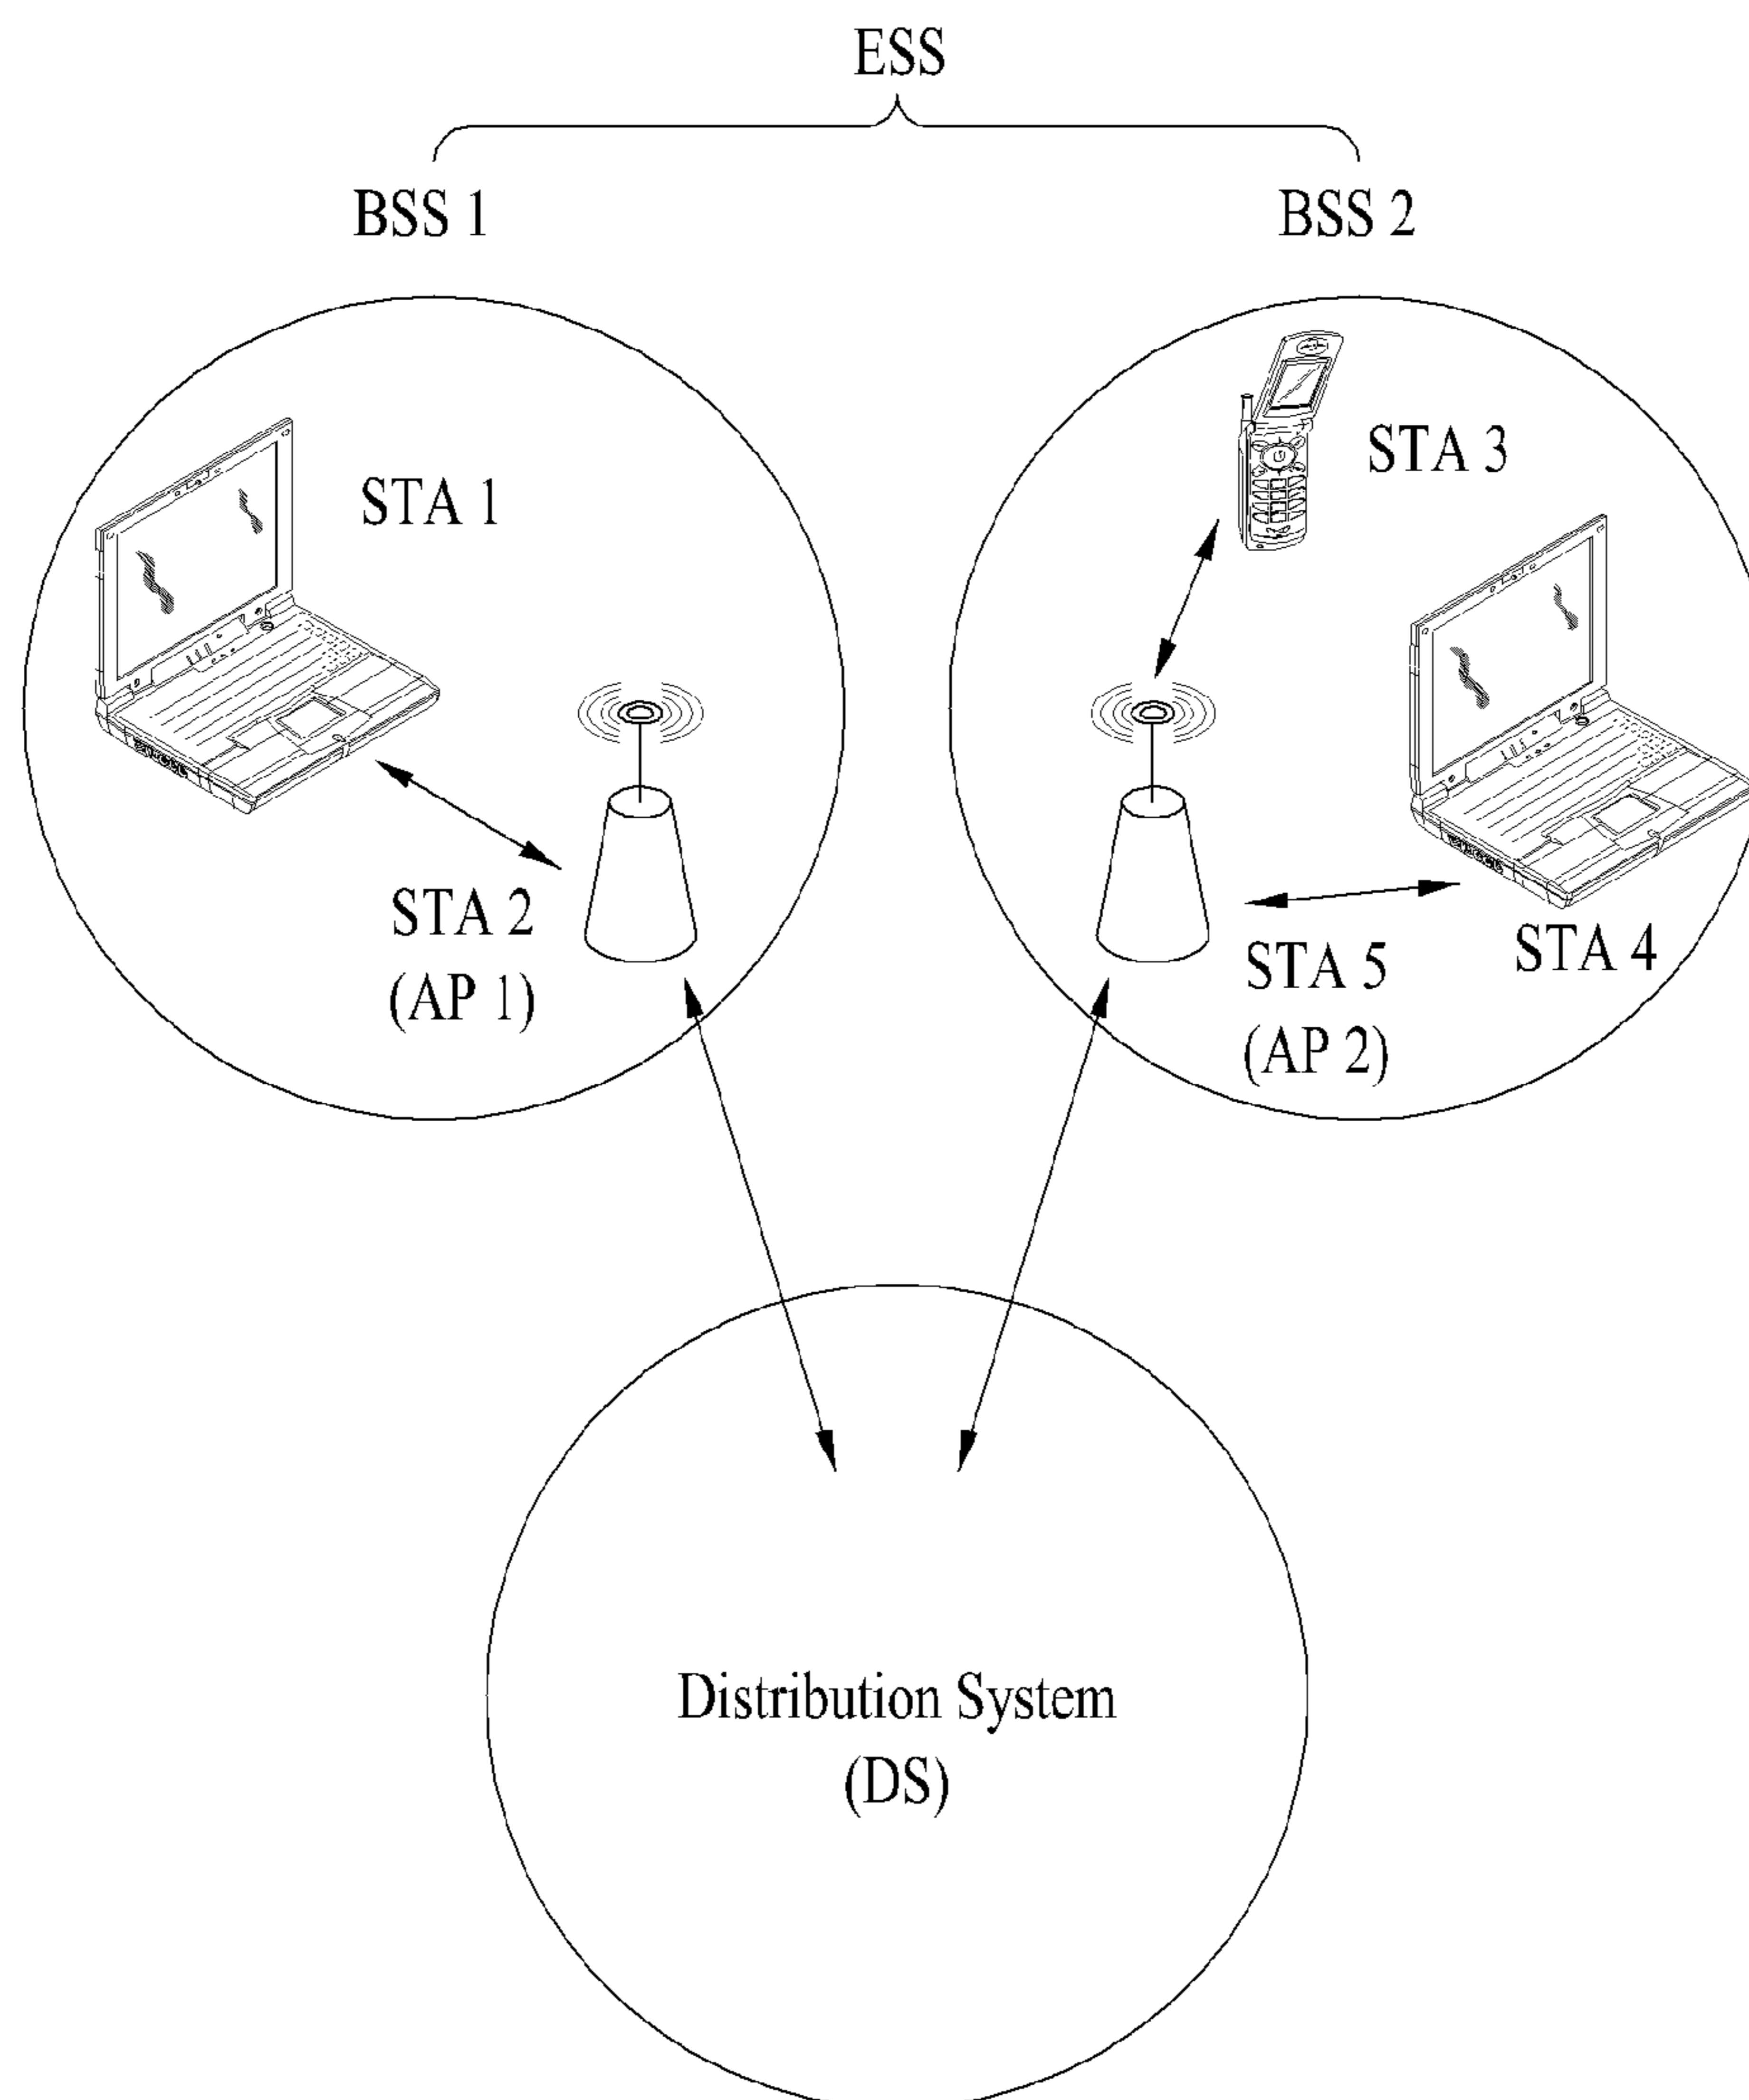 ESS
BSS 1
BSS 2
STA 1
STA 3
STA 2
(AP 1)
STA 5
(AP 2)
STA 4
Distribution System
(DS)